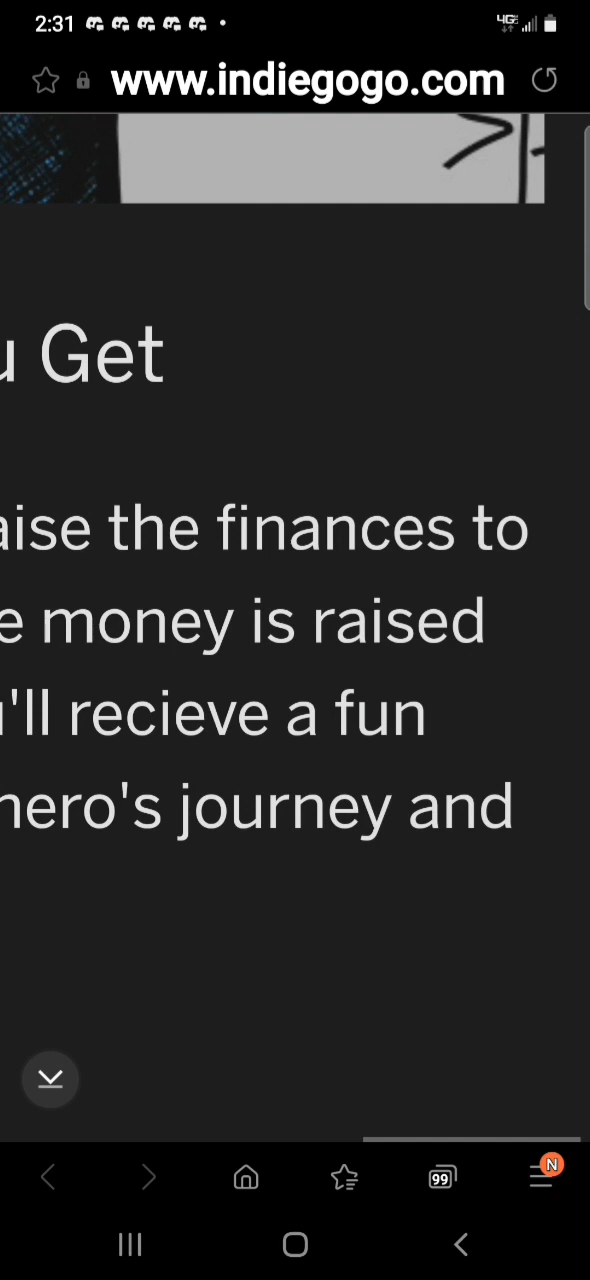 2:31
4G
www.indiegogo.com
u Get
aise the finances to
e money is raised
u'll recieve a fun
hero's journey and
99
N